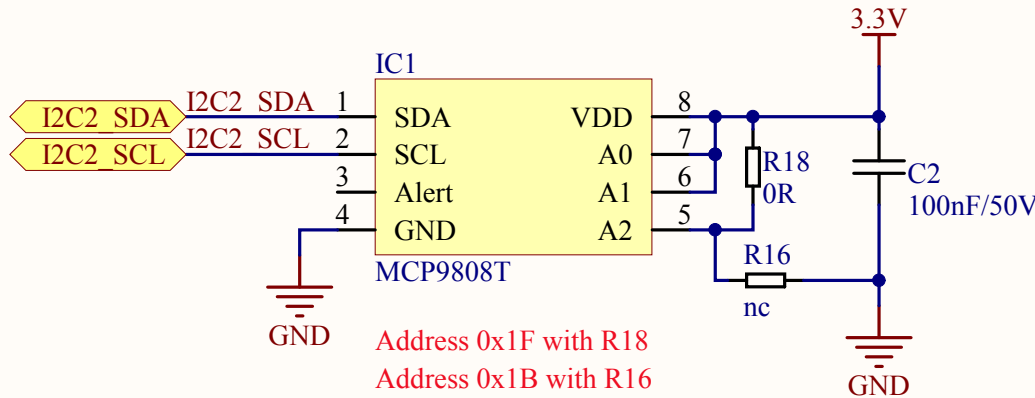 3.3V
IC1
I2C2_SDA
I2C2_SDA
1
SDA
VDD
8
I2C2_SCL
I2C2_SCL
2
SCL
A0
7
3
Alert
A1
6
4
GND
A2
5
R18
0R
C2
100nF/50V
R16
nc
MCP9808T
GND
GND
Address 0x1F with R18
Address 0x1B with R16